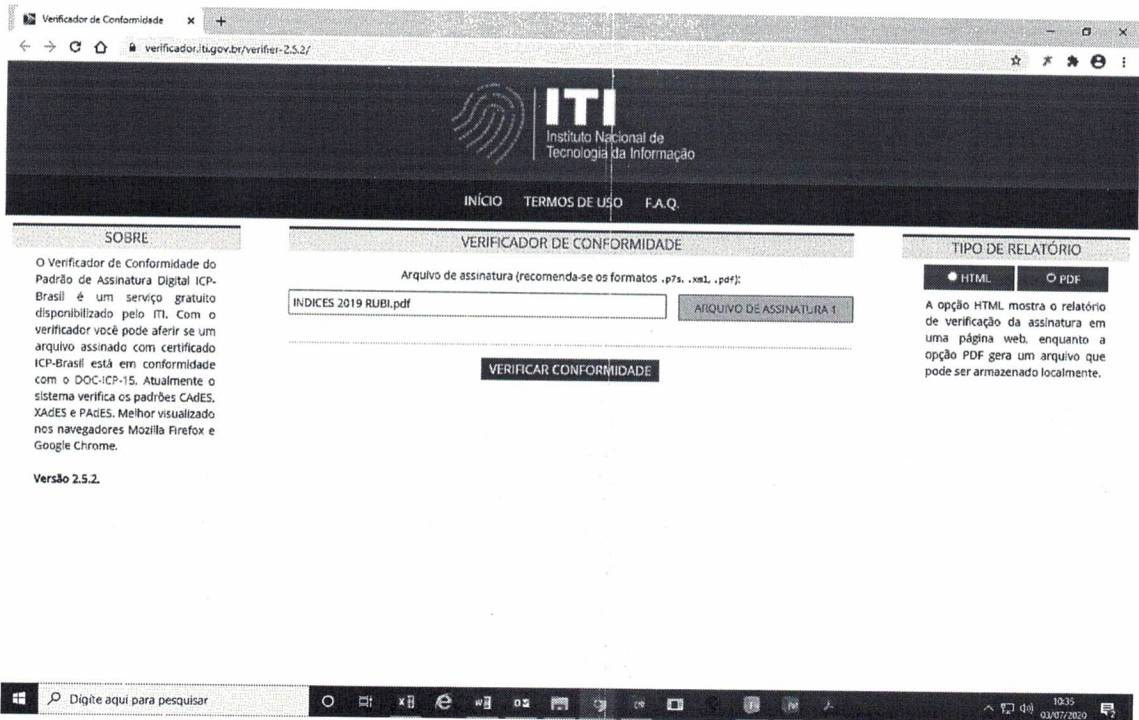 Verificador de Conformidade
verificador.iti.gov.br/verifier-2.5.2/
ITI
Instituto Nacional de
Tecnologia da Informação
INÍCIO TERMOS DE USO F.A.Q.
SOBRE
O Verificador de Conformidade do
Padrão de Assinatura Digital ICP-
Brasil é um serviço gratuito
disponibilizado pelo ITI. Com o
verificador você pode aferir se um
arquivo assinado com certificado
ICP-Brasil está em conformidade
com o DOC-ICP-15. Atualmente o
sistema verifica os padrões CAdES,
XAdES e PAdES. Melhor visualizado
nos navegadores Mozilla Firefox e
Google Chrome.
Versão 2.5.2.
VERIFICADOR DE CONFORMIDADE
Arquivo de assinatura (recomenda-se os formatos .p7s, .xml, .pdf):
INDICES 2019 RUBI.pdf
ARQUIVO DE ASSINATURA 1
VERIFICAR CONFORMIDADE
TIPO DE RELATÓRIO
HTML PDF
A opção HTML mostra o relatório
de verificação da assinatura em
uma página web, enquanto a
opção PDF gera um arquivo que
pode ser armazenado localmente.
Digite aqui para pesquisar
10:35
03/07/2020